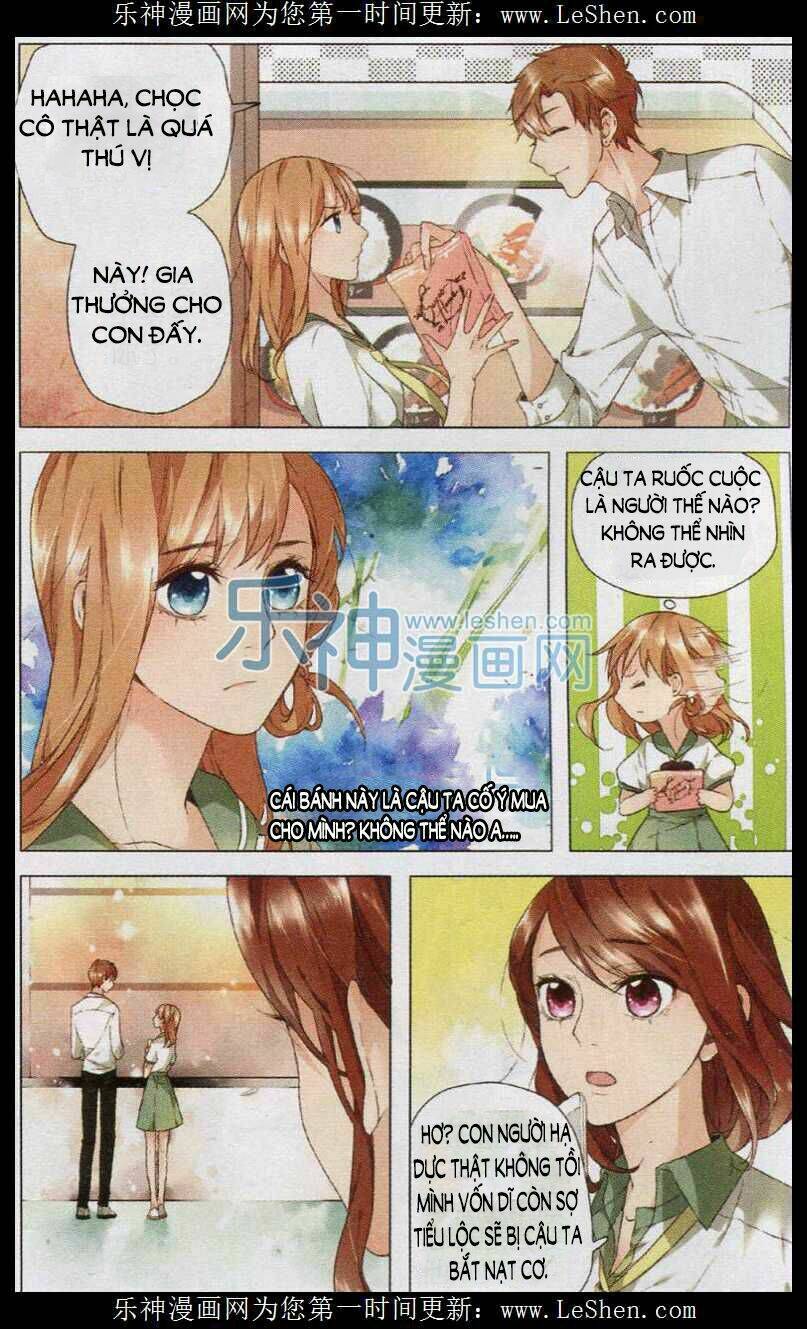 乐神漫画网为您第一时间更新：www.LeShen.com
HAHAHA, CHỌC
CÔ THẬT LÀ QUÁ
THÚ VỊ
NÀY! GIA
THƯỞNG CHO
CON ĐẤY.
CẬU TA RUỐC CUỘC
LÀ NGƯỜI THẾ NÀO?
KHÔNG THỂ NHÌN
RA ĐƯỢC.
www.leshen.com
乐神漫画网
CÁI BÁNH NÀY LÀ CẬU TA CỐ Ý MUA
CHO MÌNH? KHÔNG THỂ NÀO A.....
HƠ? CON NGƯỜI HẠ
DỰC THẬT KHÔNG TỒI
MÌNH VỐN DĨ CÒN SỢ
TIỂU LỘC SẼ BỊ CẬU TA
BẮT NẠT CƠ.
乐神漫画网为您第一时间更新：www.LeShen.com